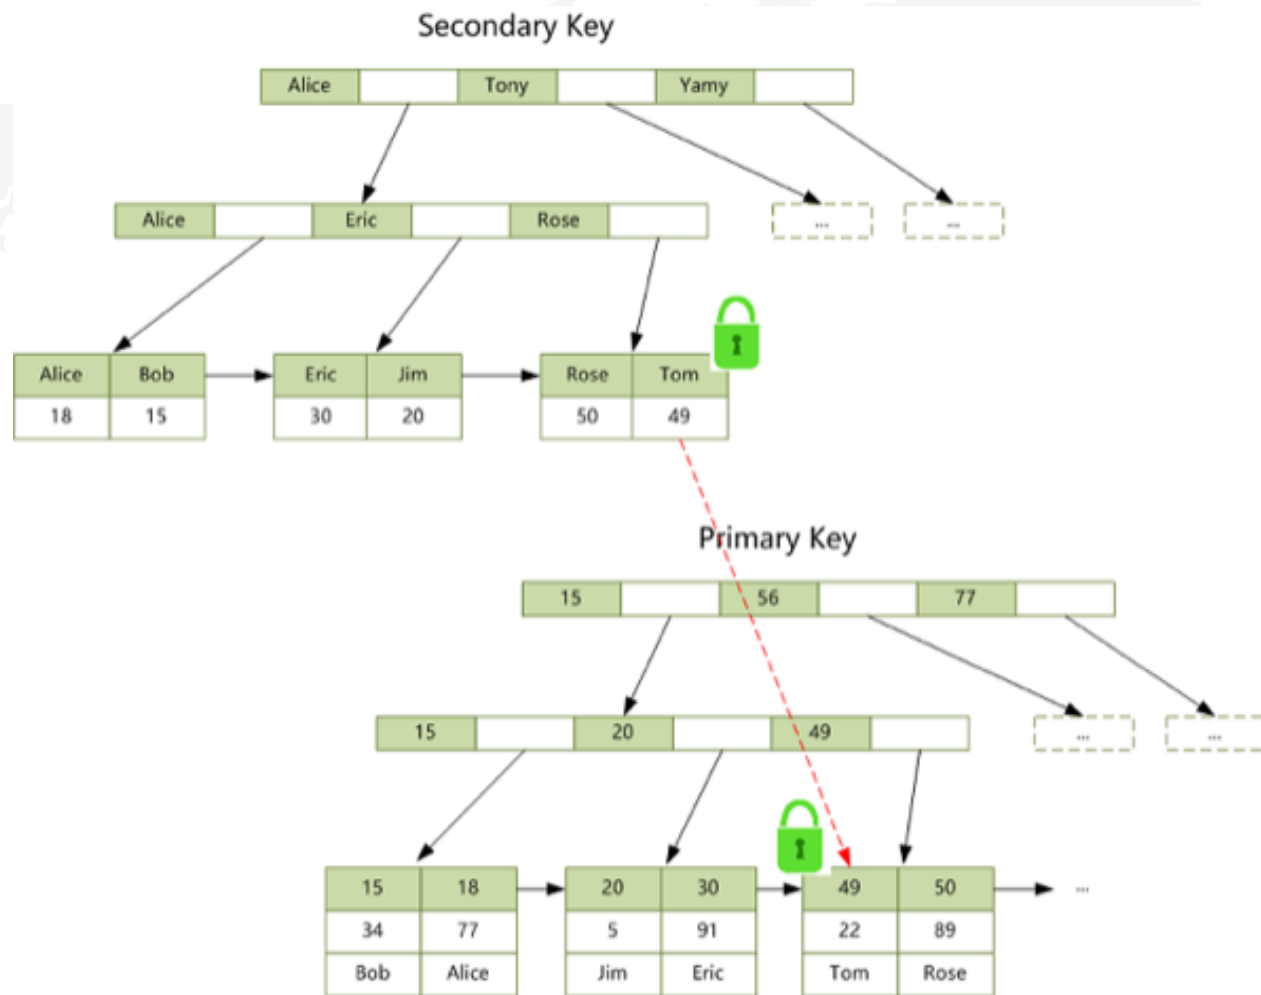 Secondary Key
Alice Tony Yamy
Alice Eric Rose ... ...
Alice Bob Eric Jim Rose Tom
18 15 30 20 50 49
Primary Key
15 56 77
15 20 49 ... ...
15 18 20 30 49 50 ...
34 77 5 91 22 89
Bob Alice Jim Eric Tom Rose